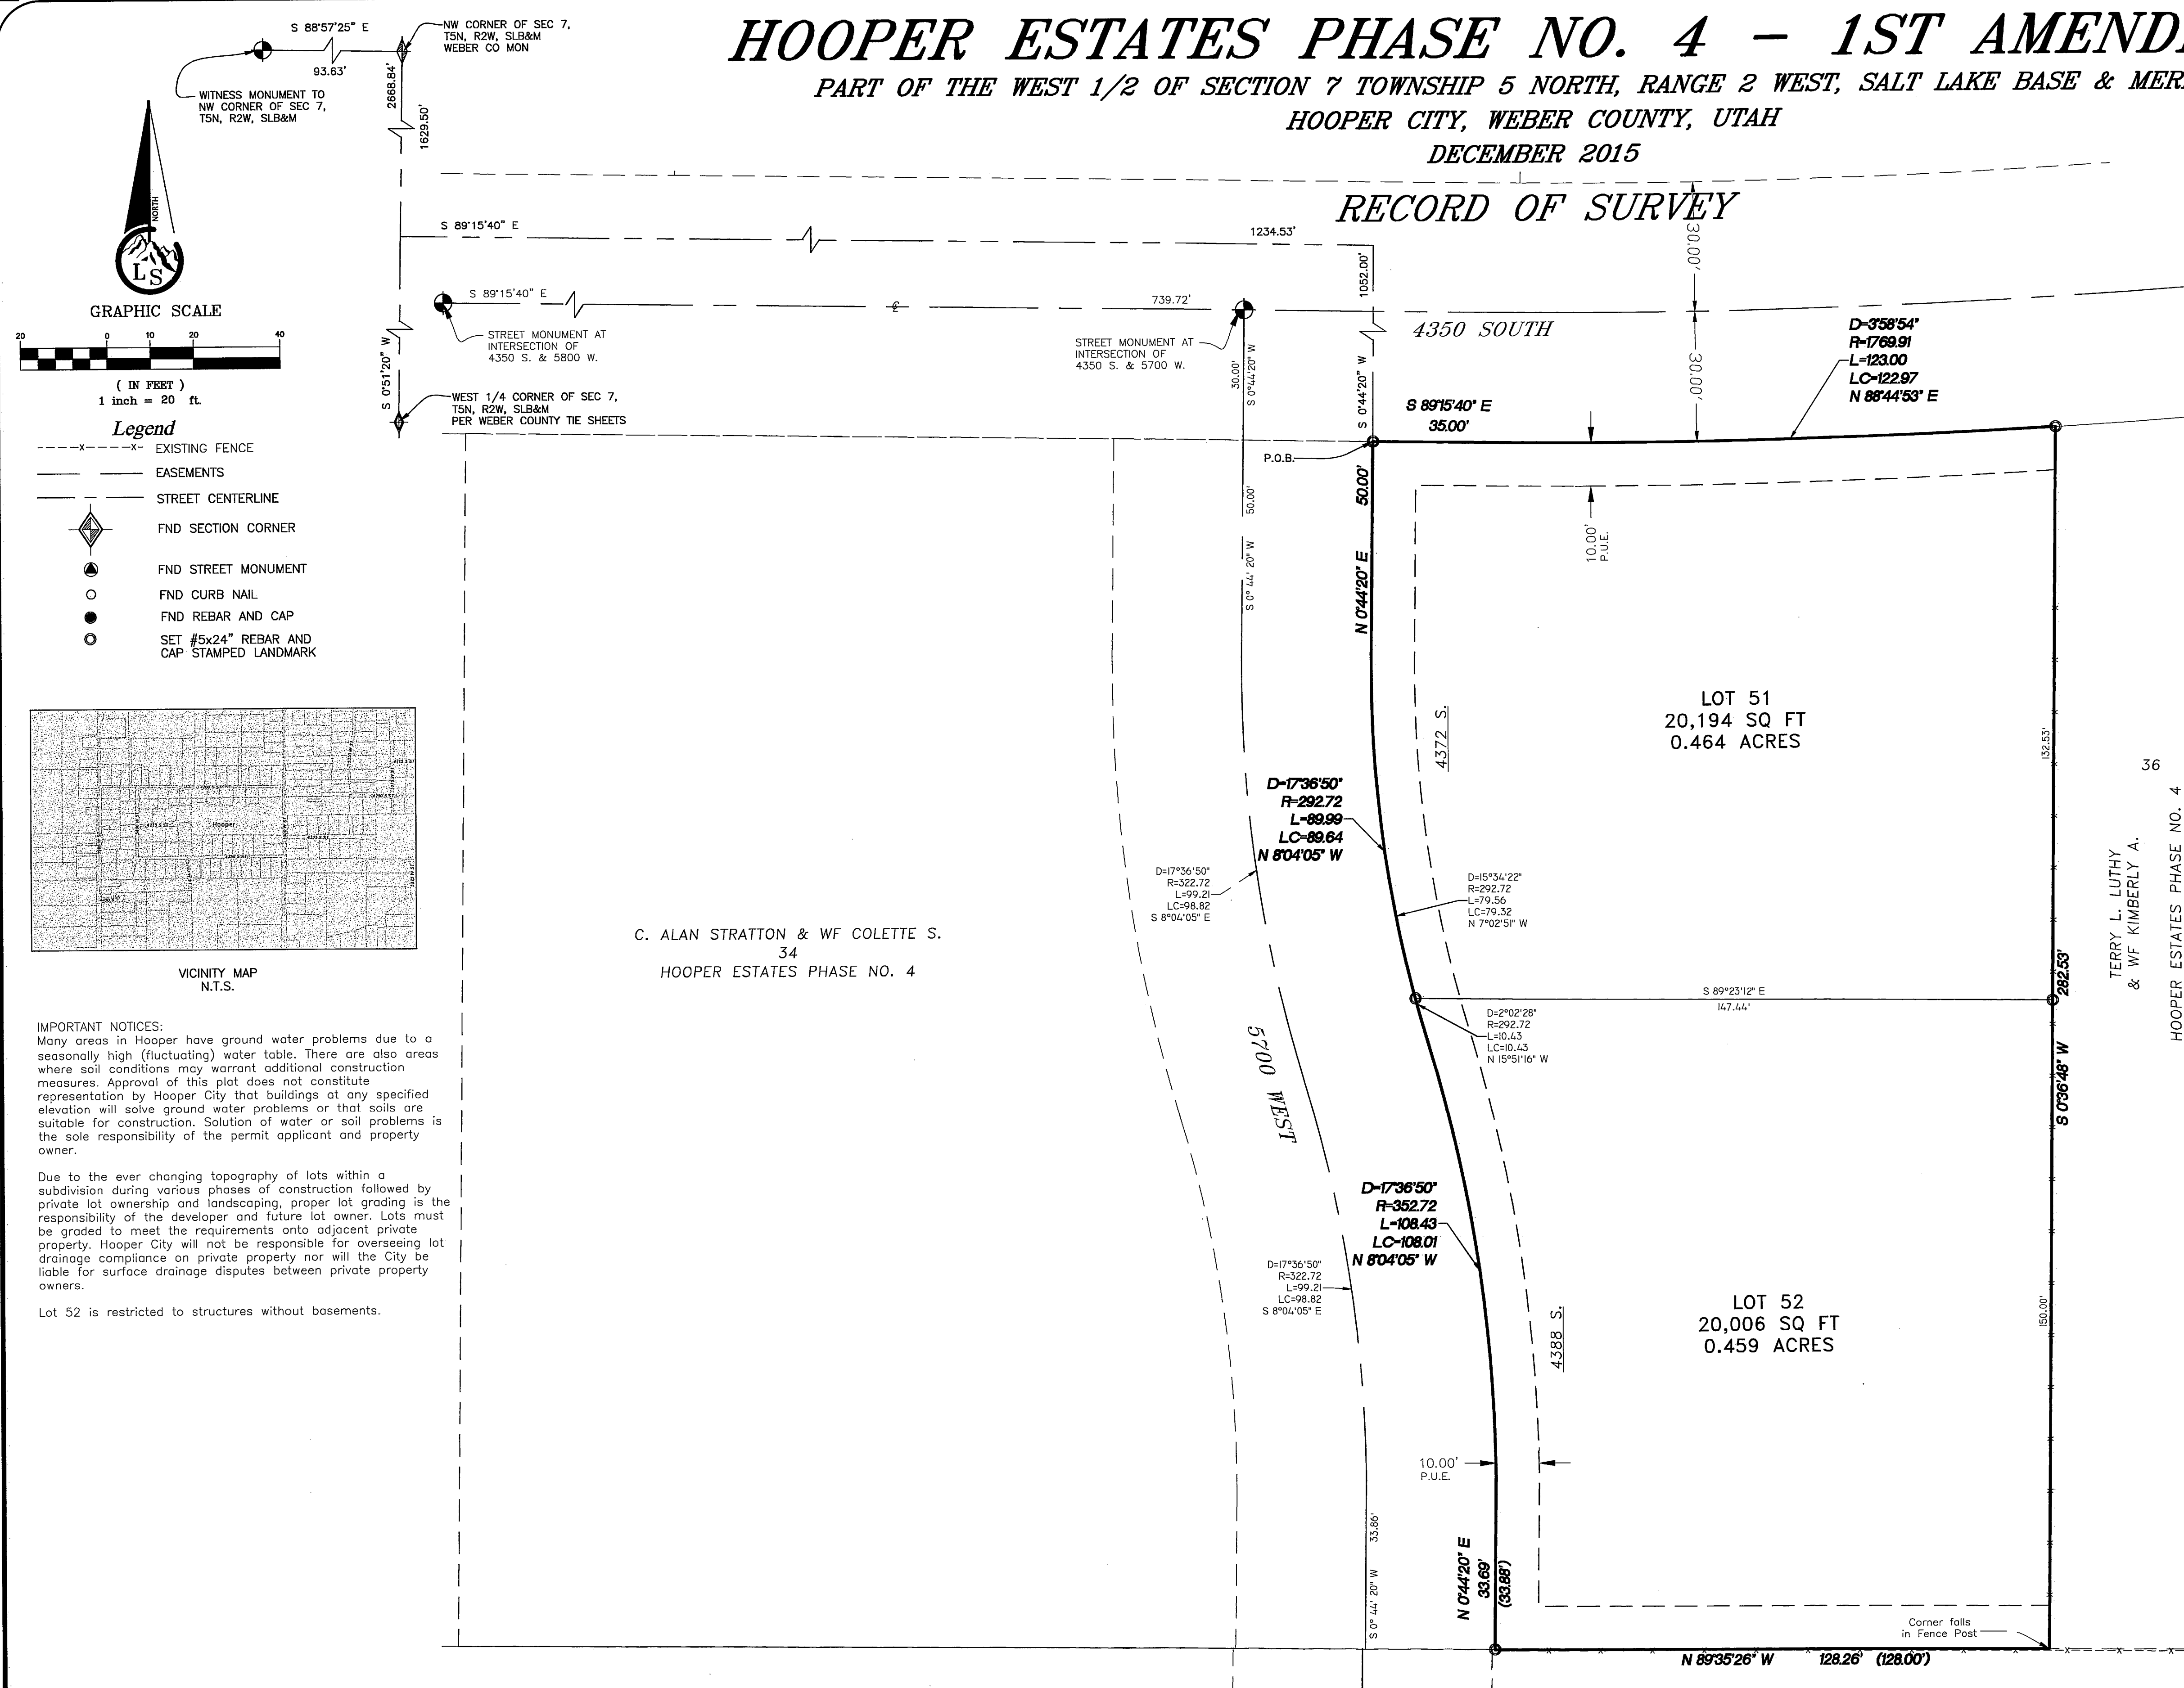 HOOPER ESTATES PHASE NO. 4 - 1ST AMEND
PART OF THE WEST 1/2 OF SECTION 7 TOWNSHIP 5 NORTH, RANGE 2 WEST, SALT LAKE BASE & MER
HOOPER CITY, WEBER COUNTY, UTAH
DECEMBER 2015
RECORD OF SURVEY
S 88°57'25" E
93.63'
NW CORNER OF SEC 7,
T5N, R2W, SLB&M
WEBER CO MON
WITNESS MONUMENT TO
NW CORNER OF SEC 7,
T5N, R2W, SLB&M
2668.84'
1629.50'
NORTH
LS
GRAPHIC SCALE
20 0 10 20 40
( IN FEET )
1 inch = 20 ft.
S 89°15'40" E
1234.53'
S 89°15'40" E
℄
739.72'
STREET MONUMENT AT
INTERSECTION OF
4350 S. & 5800 W.
STREET MONUMENT AT
INTERSECTION OF
4350 S. & 5700 W.
S 0°51'20" W
WEST 1/4 CORNER OF SEC 7,
T5N, R2W, SLB&M
PER WEBER COUNTY TIE SHEETS
30.00'
S 0°44'20" W
1052.00'
S 0°44'20" W
4350 SOUTH
30.00'
30.00'
D=3°58'54"
R=1769.91
L=123.00
LC=122.97
N 88°44'53" E
S 89°15'40" E
35.00'
P.O.B.
Legend
EXISTING FENCE
EASEMENTS
STREET CENTERLINE
FND SECTION CORNER
FND STREET MONUMENT
FND CURB NAIL
FND REBAR AND CAP
SET #5x24" REBAR AND
CAP STAMPED LANDMARK
50.00'
S 0° 44' 20" W
50.00'
N 0°44'20" E
10.00'
P.U.E.
LOT 51
20,194 SQ FT
0.464 ACRES
4372 S.
132.53'
36
D=17°36'50"
R=292.72
L=89.99
LC=89.64
N 8°04'05" W
D=17°36'50"
R=322.72
L=99.21
LC=98.82
S 8°04'05" E
D=15°34'22"
R=292.72
L=79.56
LC=79.32
N 7°02'51" W
TERRY L. LUTHY
& WF KIMBERLY A.
HOOPER ESTATES PHASE NO. 4
C. ALAN STRATTON & WF COLETTE S.
34
HOOPER ESTATES PHASE NO. 4
Hooper
VICINITY MAP
N.T.S.
282.53'
S 0°36'48" W
S 89°23'12" E
147.44'
D=2°02'28"
R=292.72
L=10.43
LC=10.43
N 15°51'16" W
5700 WEST
IMPORTANT NOTICES:
Many areas in Hooper have ground water problems due to a
seasonally high (fluctuating) water table. There are also areas
where soil conditions may warrant additional construction
measures. Approval of this plat does not constitute
representation by Hooper City that buildings at any specified
elevation will solve ground water problems or that soils are
suitable for construction. Solution of water or soil problems is
the sole responsibility of the permit applicant and property
owner.
Due to the ever changing topography of lots within a
subdivision during various phases of construction followed by
private lot ownership and landscaping, proper lot grading is the
responsibility of the developer and future lot owner. Lots must
be graded to meet the requirements onto adjacent private
property. Hooper City will not be responsible for overseeing lot
drainage compliance on private property nor will the City be
liable for surface drainage disputes between private property
owners.
Lot 52 is restricted to structures without basements.
D=17°36'50"
R=352.72
L=108.43
LC=108.01
N 8°04'05" W
D=17°36'50"
R=322.72
L=99.21
LC=98.82
S 8°04'05" E
LOT 52
20,006 SQ FT
0.459 ACRES
4388 S.
150.00'
10.00'
P.U.E.
33.86'
S 0° 44' 20" W
N 0°44'20" E
33.69'
(33.88')
Corner falls
in Fence Post
N 89°35'26" W 128.26' (128.00')